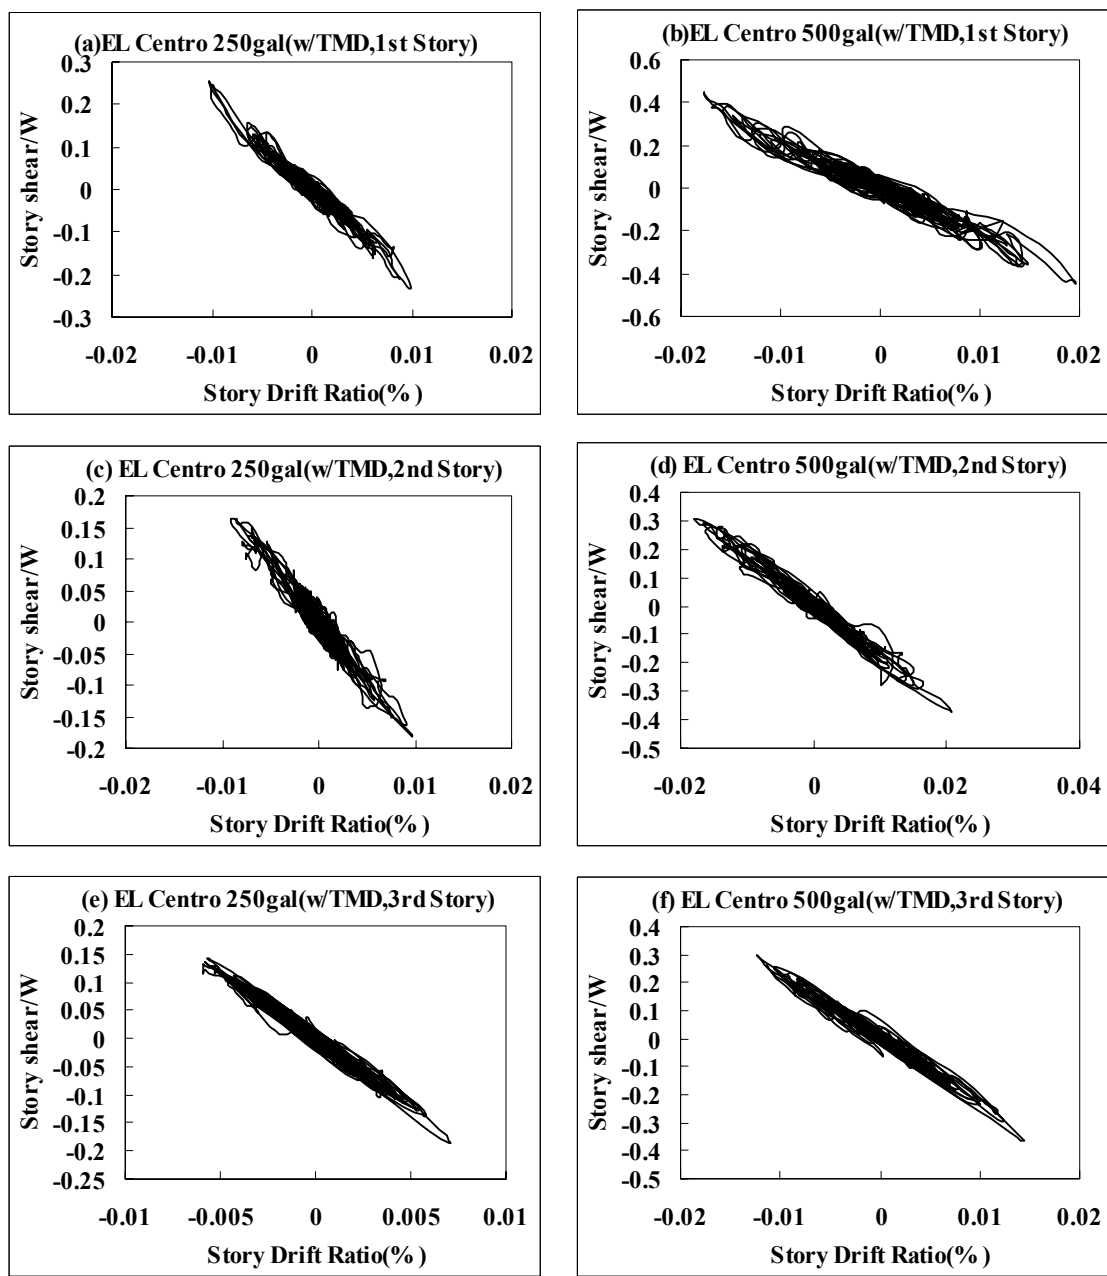 (a)EL Centro 250gal(w/TMD,1st Story)
0.3
0.2
0.1
0
-0.1
-0.2
-0.3
Story shear/W
-0.02 -0.01 0 0.01 0.02
Story Drift Ratio(%)
(b)EL Centro 500gal(w/TMD,1st Story)
0.6
0.4
0.2
0
-0.2
-0.4
-0.6
Story shear/W
-0.02 -0.01 0 0.01 0.02
Story Drift Ratio(%)
(c) EL Centro 250gal(w/TMD,2nd Story)
0.2
0.15
0.1
0.05
0
-0.05
-0.1
-0.15
-0.2
Story shear/W
-0.02 -0.01 0 0.01 0.02
Story Drift Ratio(%)
(d) EL Centro 500gal(w/TMD,2nd Story)
0.4
0.3
0.2
0.1
0
-0.1
-0.2
-0.3
-0.4
-0.5
Story shear/W
-0.02 0 0.02 0.04
Story Drift Ratio(%)
(e) EL Centro 250gal(w/TMD,3rd Story)
0.2
0.15
0.1
0.05
0
-0.05
-0.1
-0.15
-0.2
-0.25
Story shear/W
-0.01 -0.005 0 0.005 0.01
Story Drift Ratio(%)
(f) EL Centro 500gal(w/TMD,3rd Story)
0.4
0.3
0.2
0.1
0
-0.1
-0.2
-0.3
-0.4
-0.5
Story shear/W
-0.02 -0.01 0 0.01 0.02
Story Drift Ratio(%)